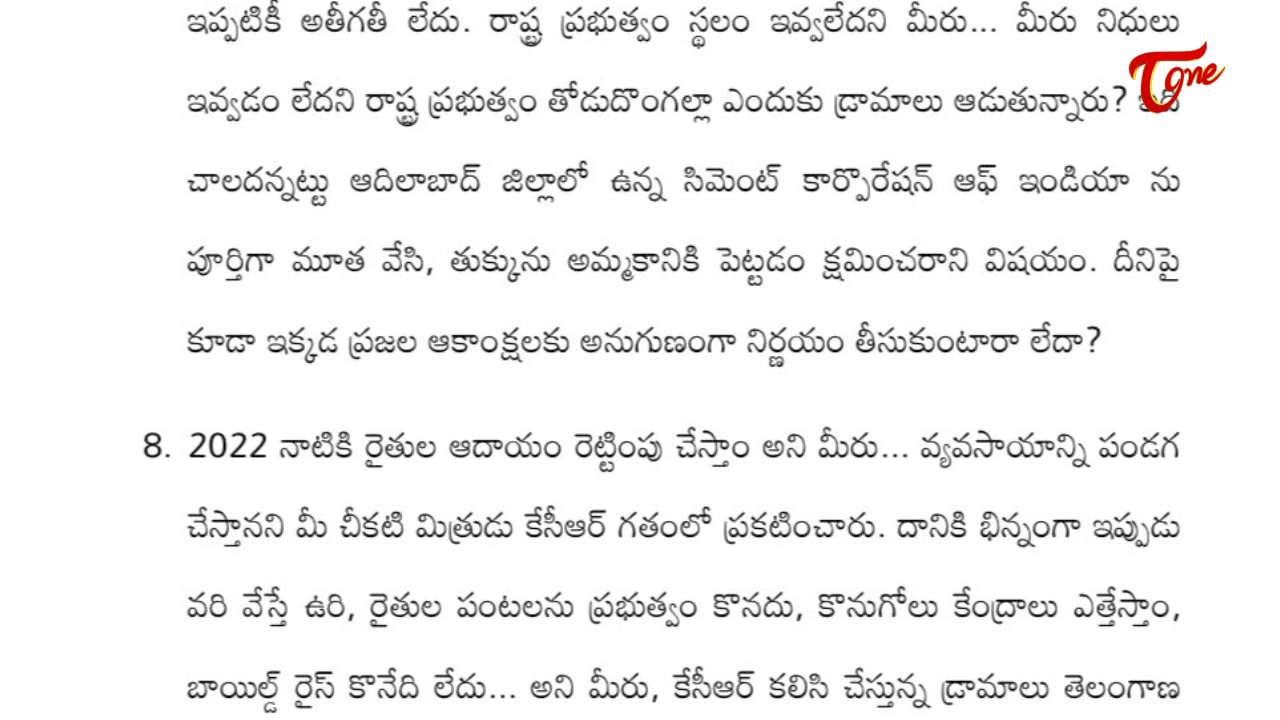 ఇప్పటికీ అతీగతీ లేదు. రాష్ట్ర ప్రభుత్వం స్థలం ఇవ్వలేదని మీరు... మీరు నిధులు
ఇవ్వడం లేదని రాష్ట్ర ప్రభుత్వం తోడుదొంగల్లా ఎందుకు డ్రామాలు ఆడుతున్నారు?
Tone
చాలదన్నట్టు ఆదిలాబాద్ జిల్లాలో ఉన్న సిమెంట్ కార్పొరేషన్ ఆఫ్ ఇండియా ను
పూర్తిగా మూత వేసి, తుక్కును అమ్మకానికి పెట్టడం క్షమించరాని విషయం. దీనిపై
కూడా ఇక్కడ ప్రజల ఆకాంక్షలకు అనుగుణంగా నిర్ణయం తీసుకుంటారా లేదా?
8. 2022 నాటికి రైతుల ఆదాయం రెట్టింపు చేస్తాం అని మీరు... వ్యవసాయాన్ని పండగ
చేస్తానని మీ చీకటి మిత్రుడు కేసీఆర్ గతంలో ప్రకటించారు. దానికి భిన్నంగా ఇప్పుడు
వరి వేస్తే ఉరి, రైతుల పంటలను ప్రభుత్వం కొనదు, కొనుగోలు కేంద్రాలు ఎత్తేస్తాం,
బాయిల్డ్ రైస్ కొనేది లేదు... అని మీరు, కేసీఆర్ కలిసి చేస్తున్న డ్రామాలు తెలంగాణ